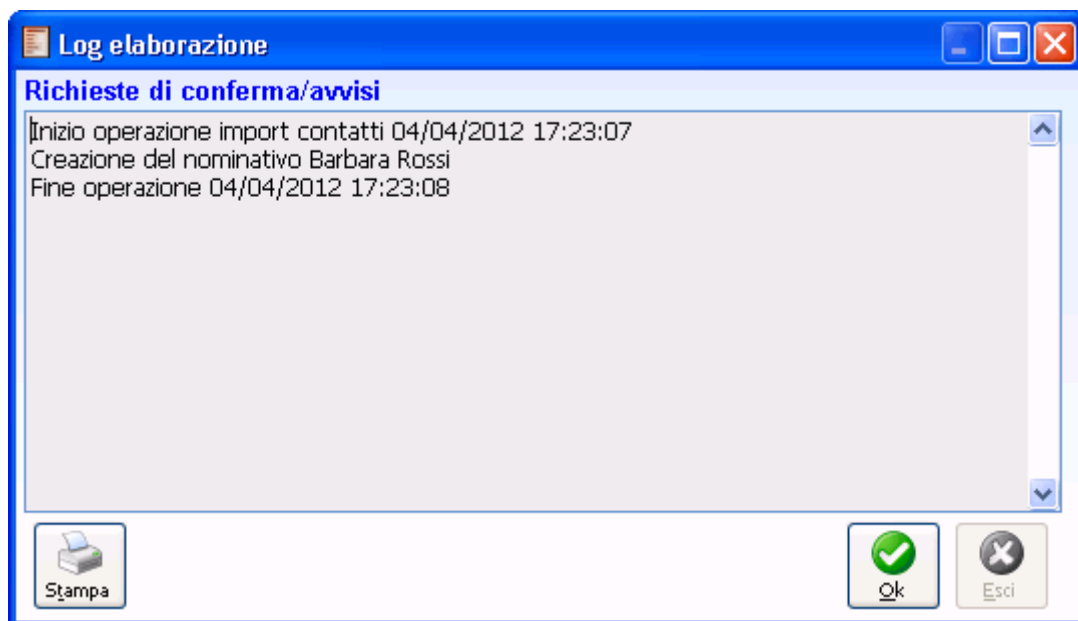 Log elaborazione
Richieste di conferma/avvisi
Inizio operazione import contatti 04/04/2012 17:23:07
Creazione del nominativo Barbara Rossi
Fine operazione 04/04/2012 17:23:08
Stampa
Ok
Esci